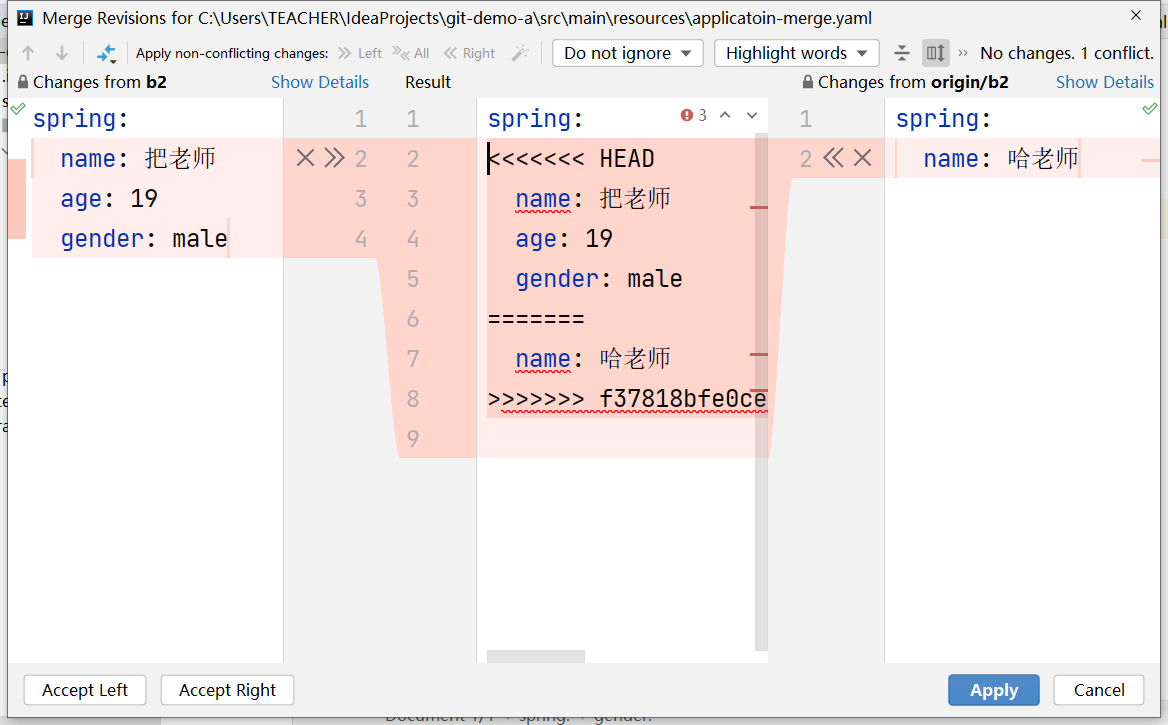 Merge Revisions for C:\Users\TEACHER\IdeaProjects\git-demo-a\src\main\resources\applicatoin-merge.yaml
Apply non-conflicting changes: Left All Right Do not ignore Highlight words No changes. 1 conflict.
Changes from b2 Show Details Result Changes from origin/b2 Show Details
spring:
name: 把老师
age: 19
gender: male
1
2
3
4
1
2
3
4
5
6
7
8
9
spring:
<<<<<<< HEAD
name: 把老师
age: 19
gender: male
=======
name: 哈老师
>>>>>>> f37818bfe0ce
3
1
2
spring:
name: 哈老师
Accept Left Accept Right Apply Cancel